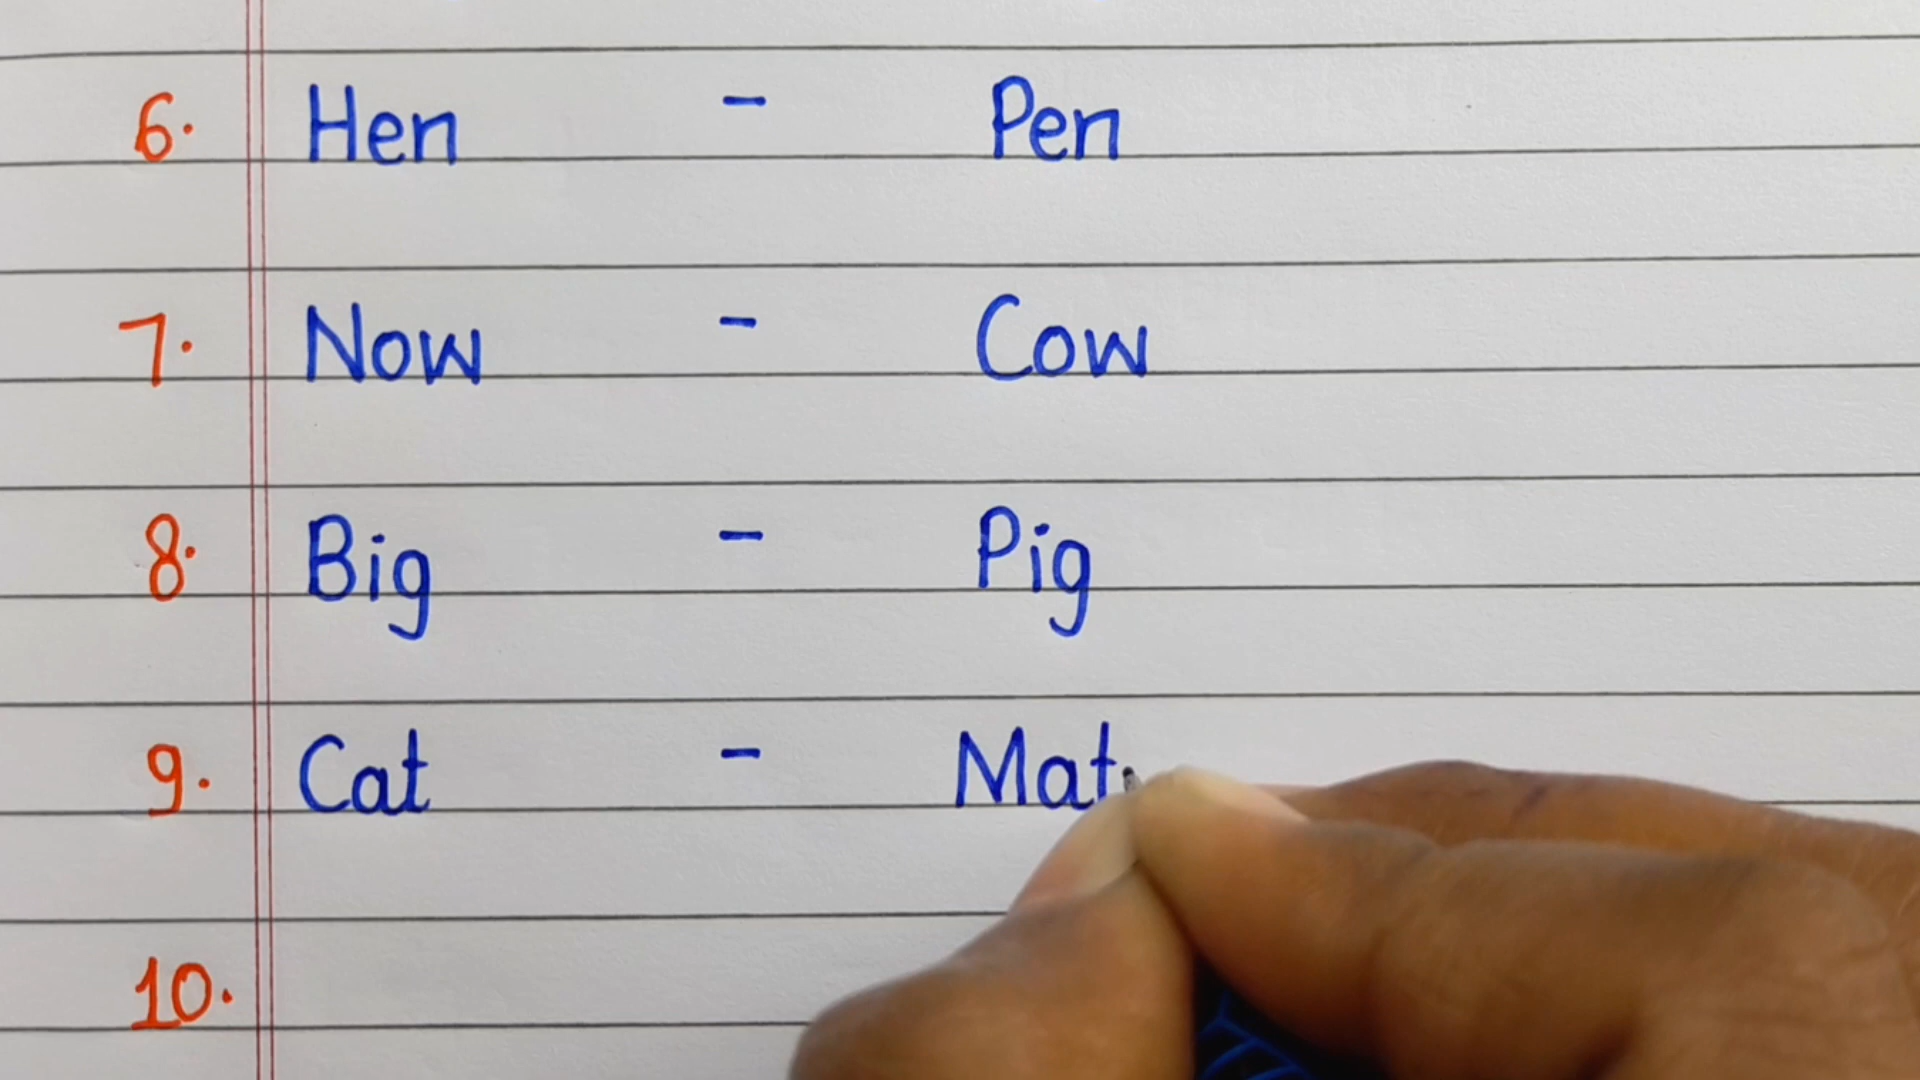 6. Hen - Pen
7. Now - Cow
8. Big - Pig
9. Cat - Mat
10.